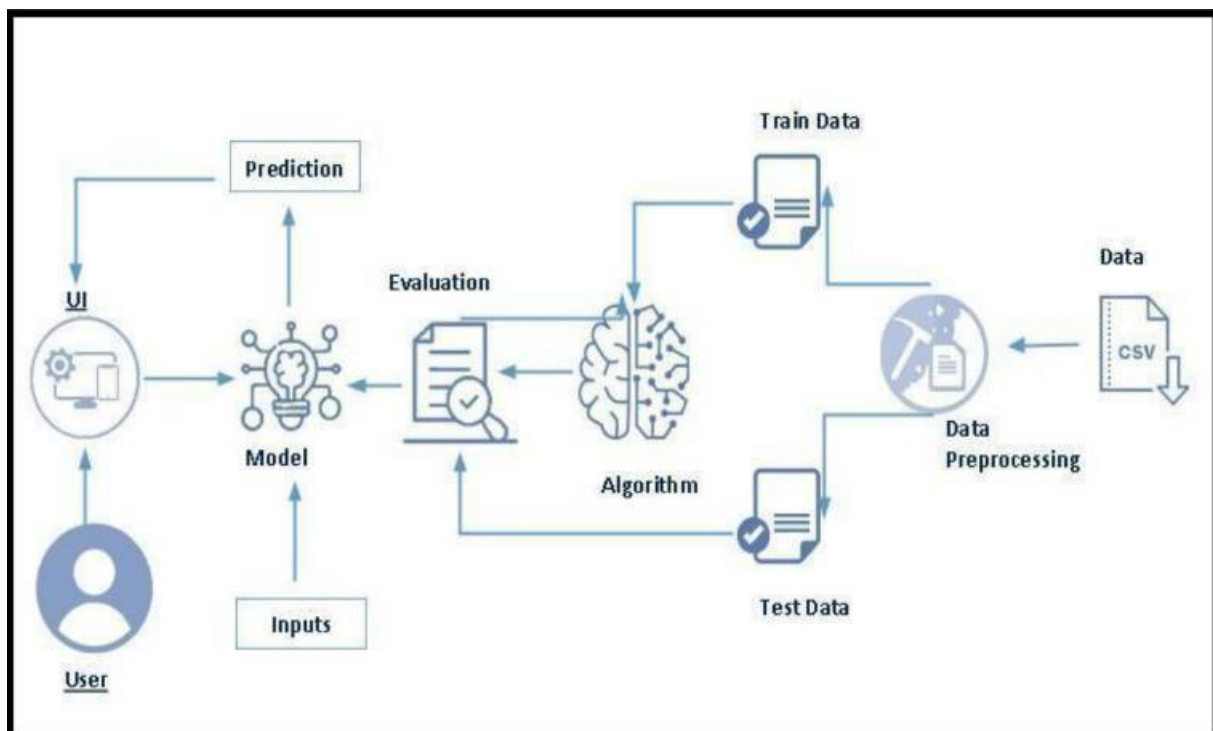 Train Data
Prediction
Data
Evaluation
UI
CSV
Data
Preprocessing
Model
Algorithm
Test Data
Inputs
User